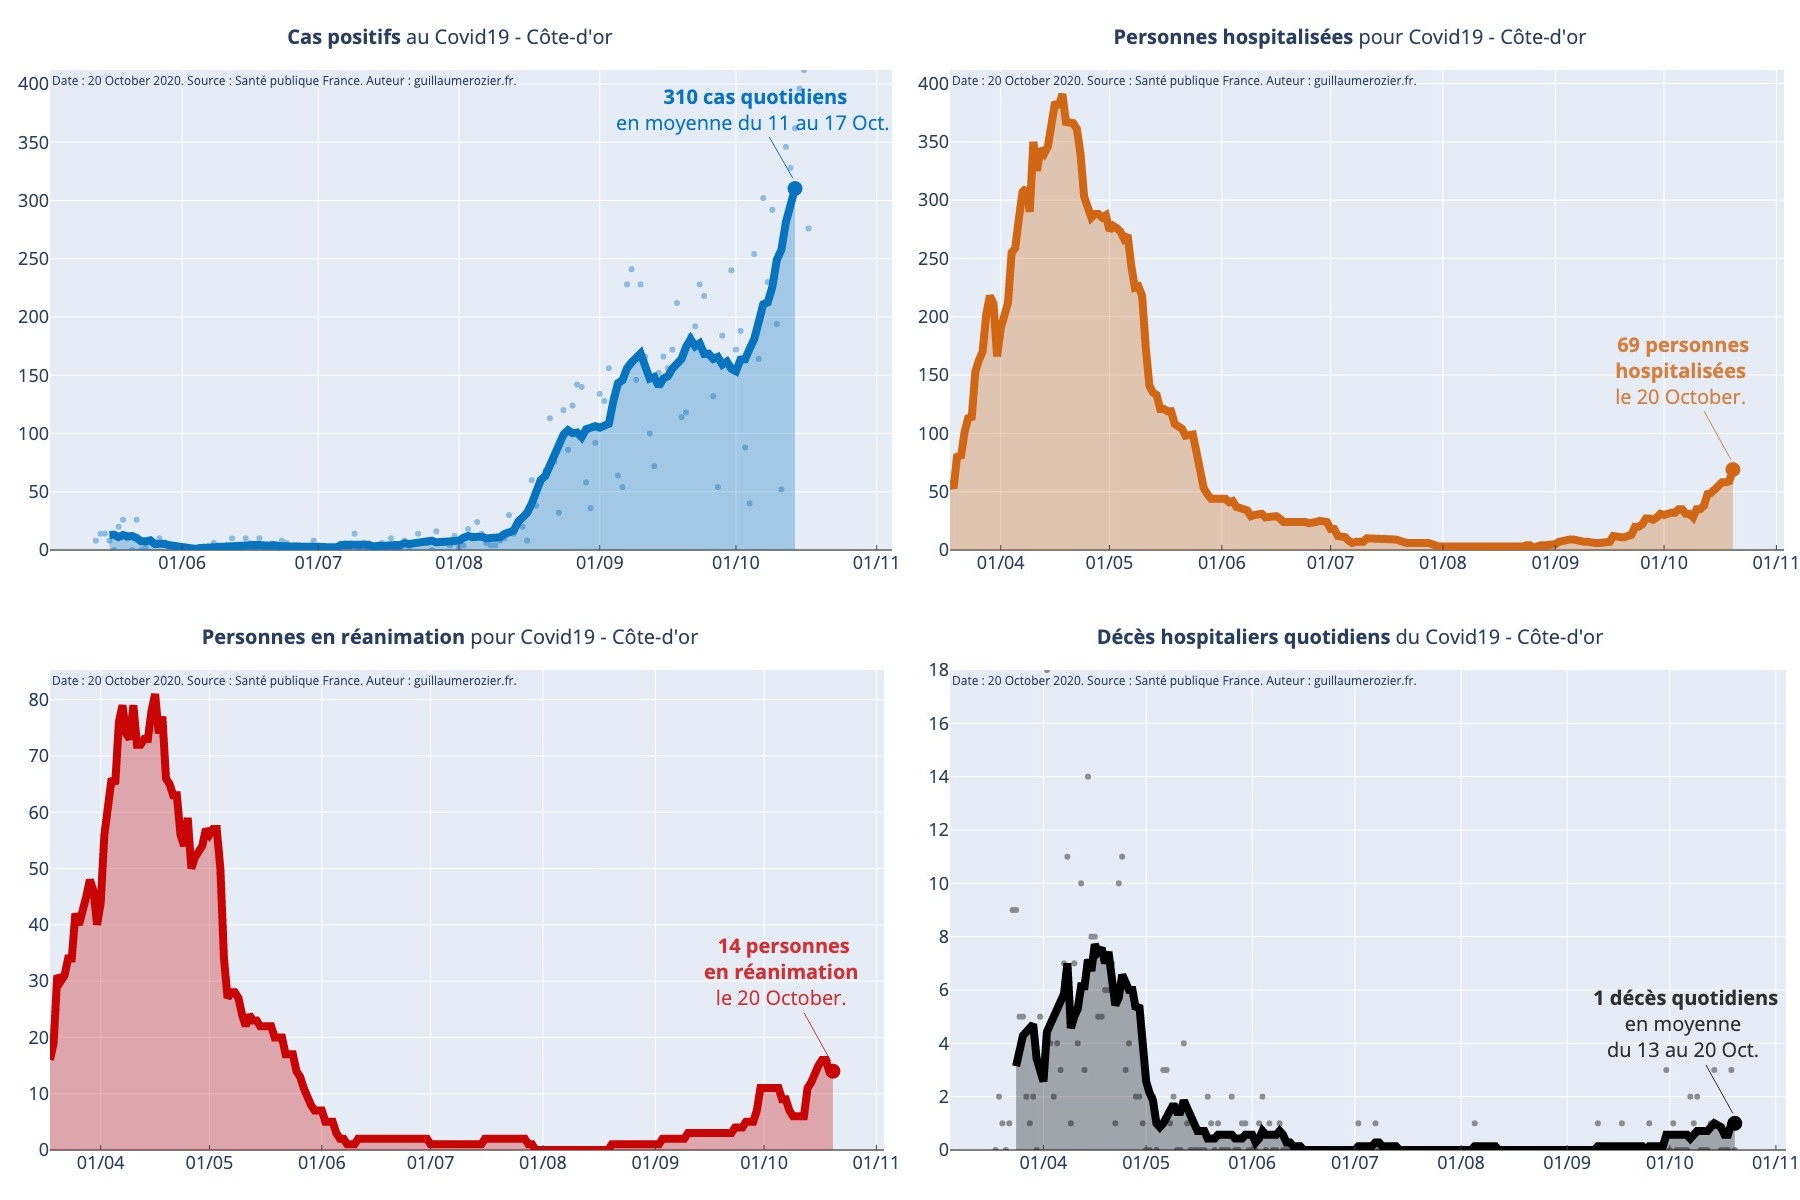 Cas positifs au Covid19 - Côte-d'or
Date : 20 October 2020. Source : Santé publique France. Auteur : guillaumerozier.fr.
310 cas quotidiens
en moyenne du 11 au 17 Oct.
400
350
300
250
200
150
100
50
0
01/06 01/07 01/08 01/09 01/10 01/11
Personnes hospitalisées pour Covid19 - Côte-d'or
Date : 20 October 2020. Source : Santé publique France. Auteur : guillaumerozier.fr.
400
350
300
250
200
150
100
50
0
69 personnes
hospitalisées
le 20 October.
01/04 01/05 01/06 01/07 01/08 01/09 01/10 01/11
Personnes en réanimation pour Covid19 - Côte-d'or
Date : 20 October 2020. Source : Santé publique France. Auteur : guillaumerozier.fr.
80
70
60
50
40
30
20
10
0
14 personnes
en réanimation
le 20 October.
01/04 01/05 01/06 01/07 01/08 01/09 01/10 01/11
Décès hospitaliers quotidiens du Covid19 - Côte-d'or
Date : 20 October 2020. Source : Santé publique France. Auteur : guillaumerozier.fr.
18
16
14
12
10
8
6
4
2
0
1 décès quotidiens
en moyenne
du 13 au 20 Oct.
01/04 01/05 01/06 01/07 01/08 01/09 01/10 01/11